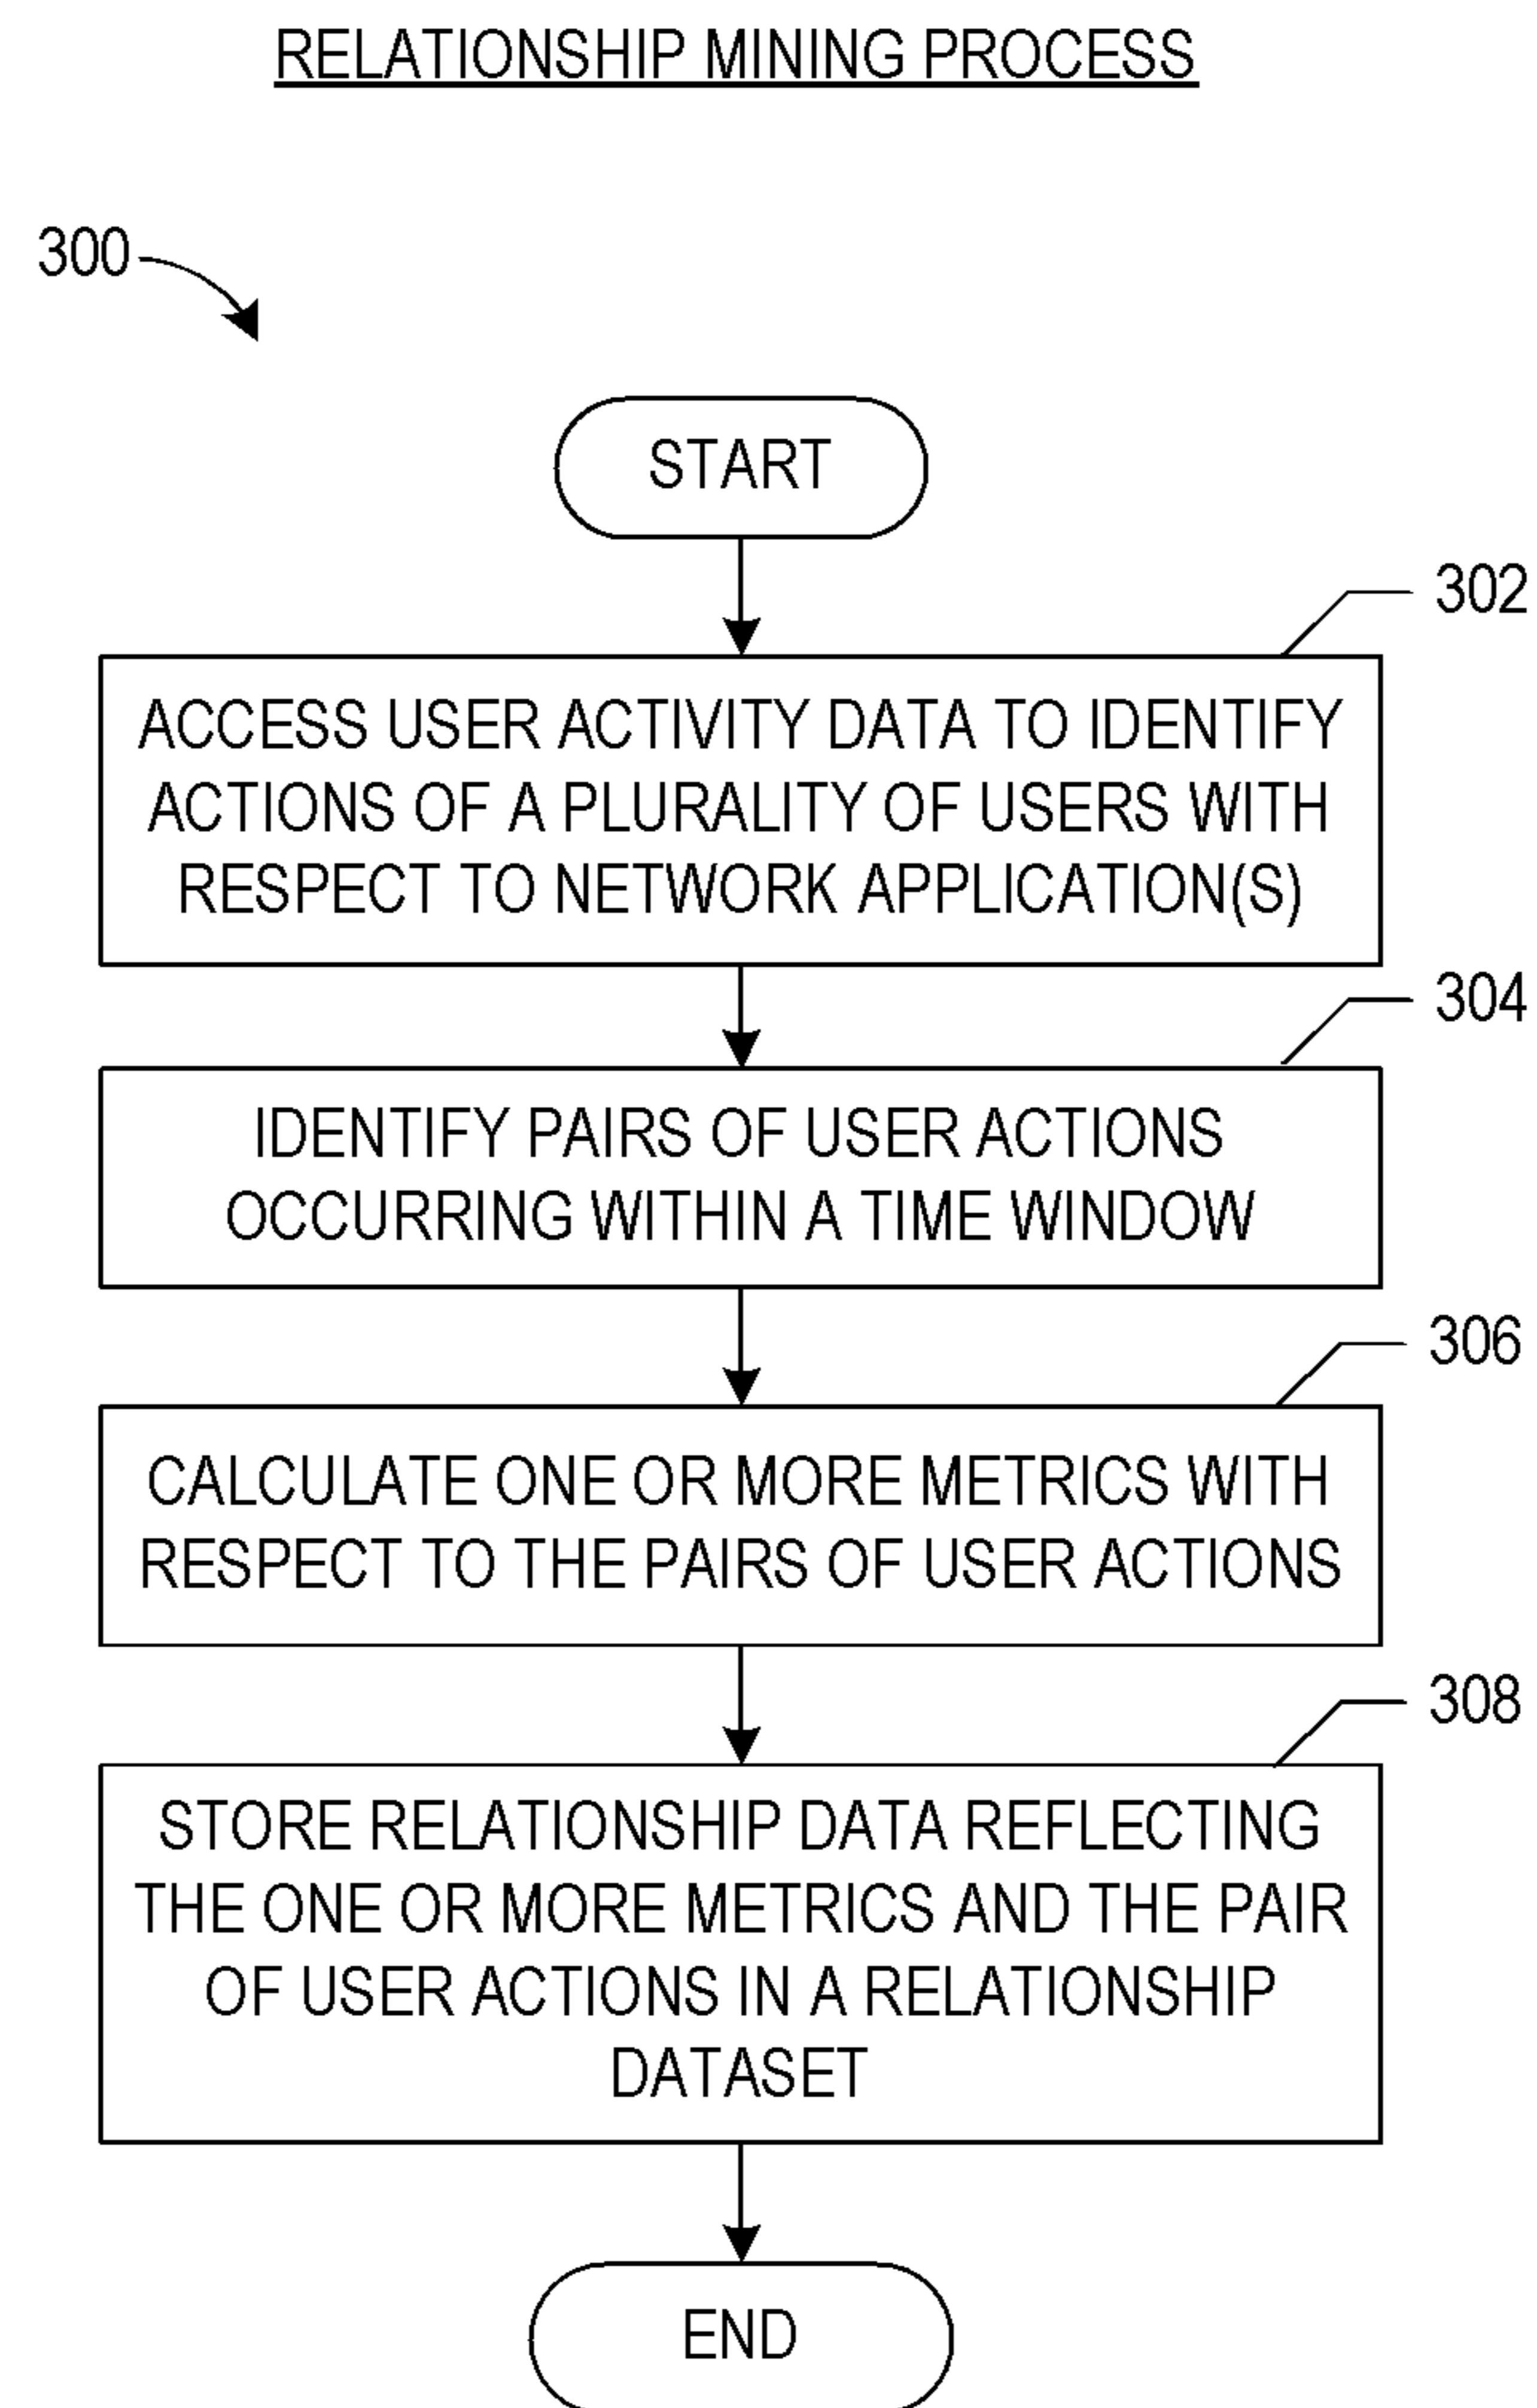 RELATIONSHIP MINING PROCESS
300
START
302
ACCESS USER ACTIVITY DATA TO IDENTIFY
ACTIONS OF A PLURALITY OF USERS WITH
RESPECT TO NETWORK APPLICATION(S)
304
IDENTIFY PAIRS OF USER ACTIONS
OCCURRING WITHIN A TIME WINDOW
306
CALCULATE ONE OR MORE METRICS WITH
RESPECT TO THE PAIRS OF USER ACTIONS
308
STORE RELATIONSHIP DATA REFLECTING
THE ONE OR MORE METRICS AND THE PAIR
OF USER ACTIONS IN A RELATIONSHIP
DATASET
END